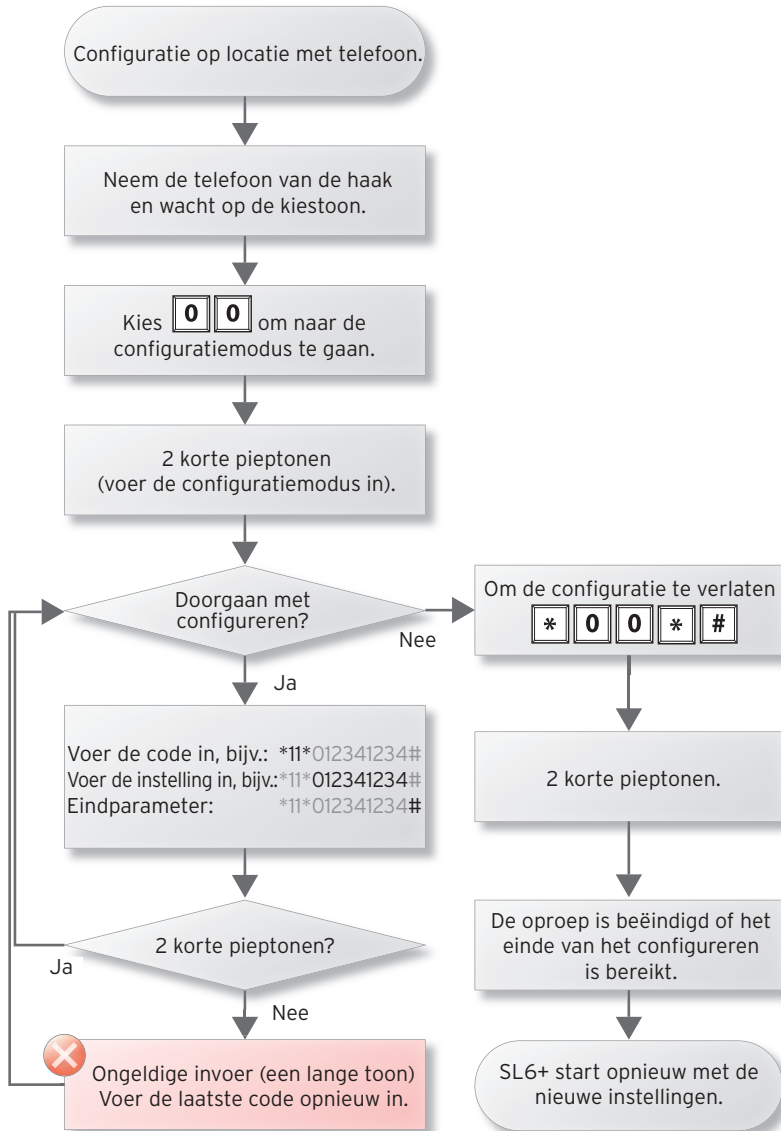 Configuratie op locatie met telefoon.
Neem de telefoon van de haak
en wacht op de kiestoon.
Kies 0 0 om naar de
configuratiemodus te gaan.
2 korte pieptonen
(voer de configuratiemodus in).
Doorgaan met
configureren?
Nee
Ja
Om de configuratie te verlaten
* 0 0 * #
Voer de code in, bijv.: *11*012341234#
Voer de instelling in, bijv.:*11*012341234#
Eindparameter: *11*012341234#
2 korte pieptonen.
2 korte pieptonen?
Ja
Nee
De oproep is beëindigd of het
einde van het configureren
is bereikt.
Ongeldige invoer (een lange toon)
Voer de laatste code opnieuw in.
SL6+ start opnieuw met de
nieuwe instellingen.